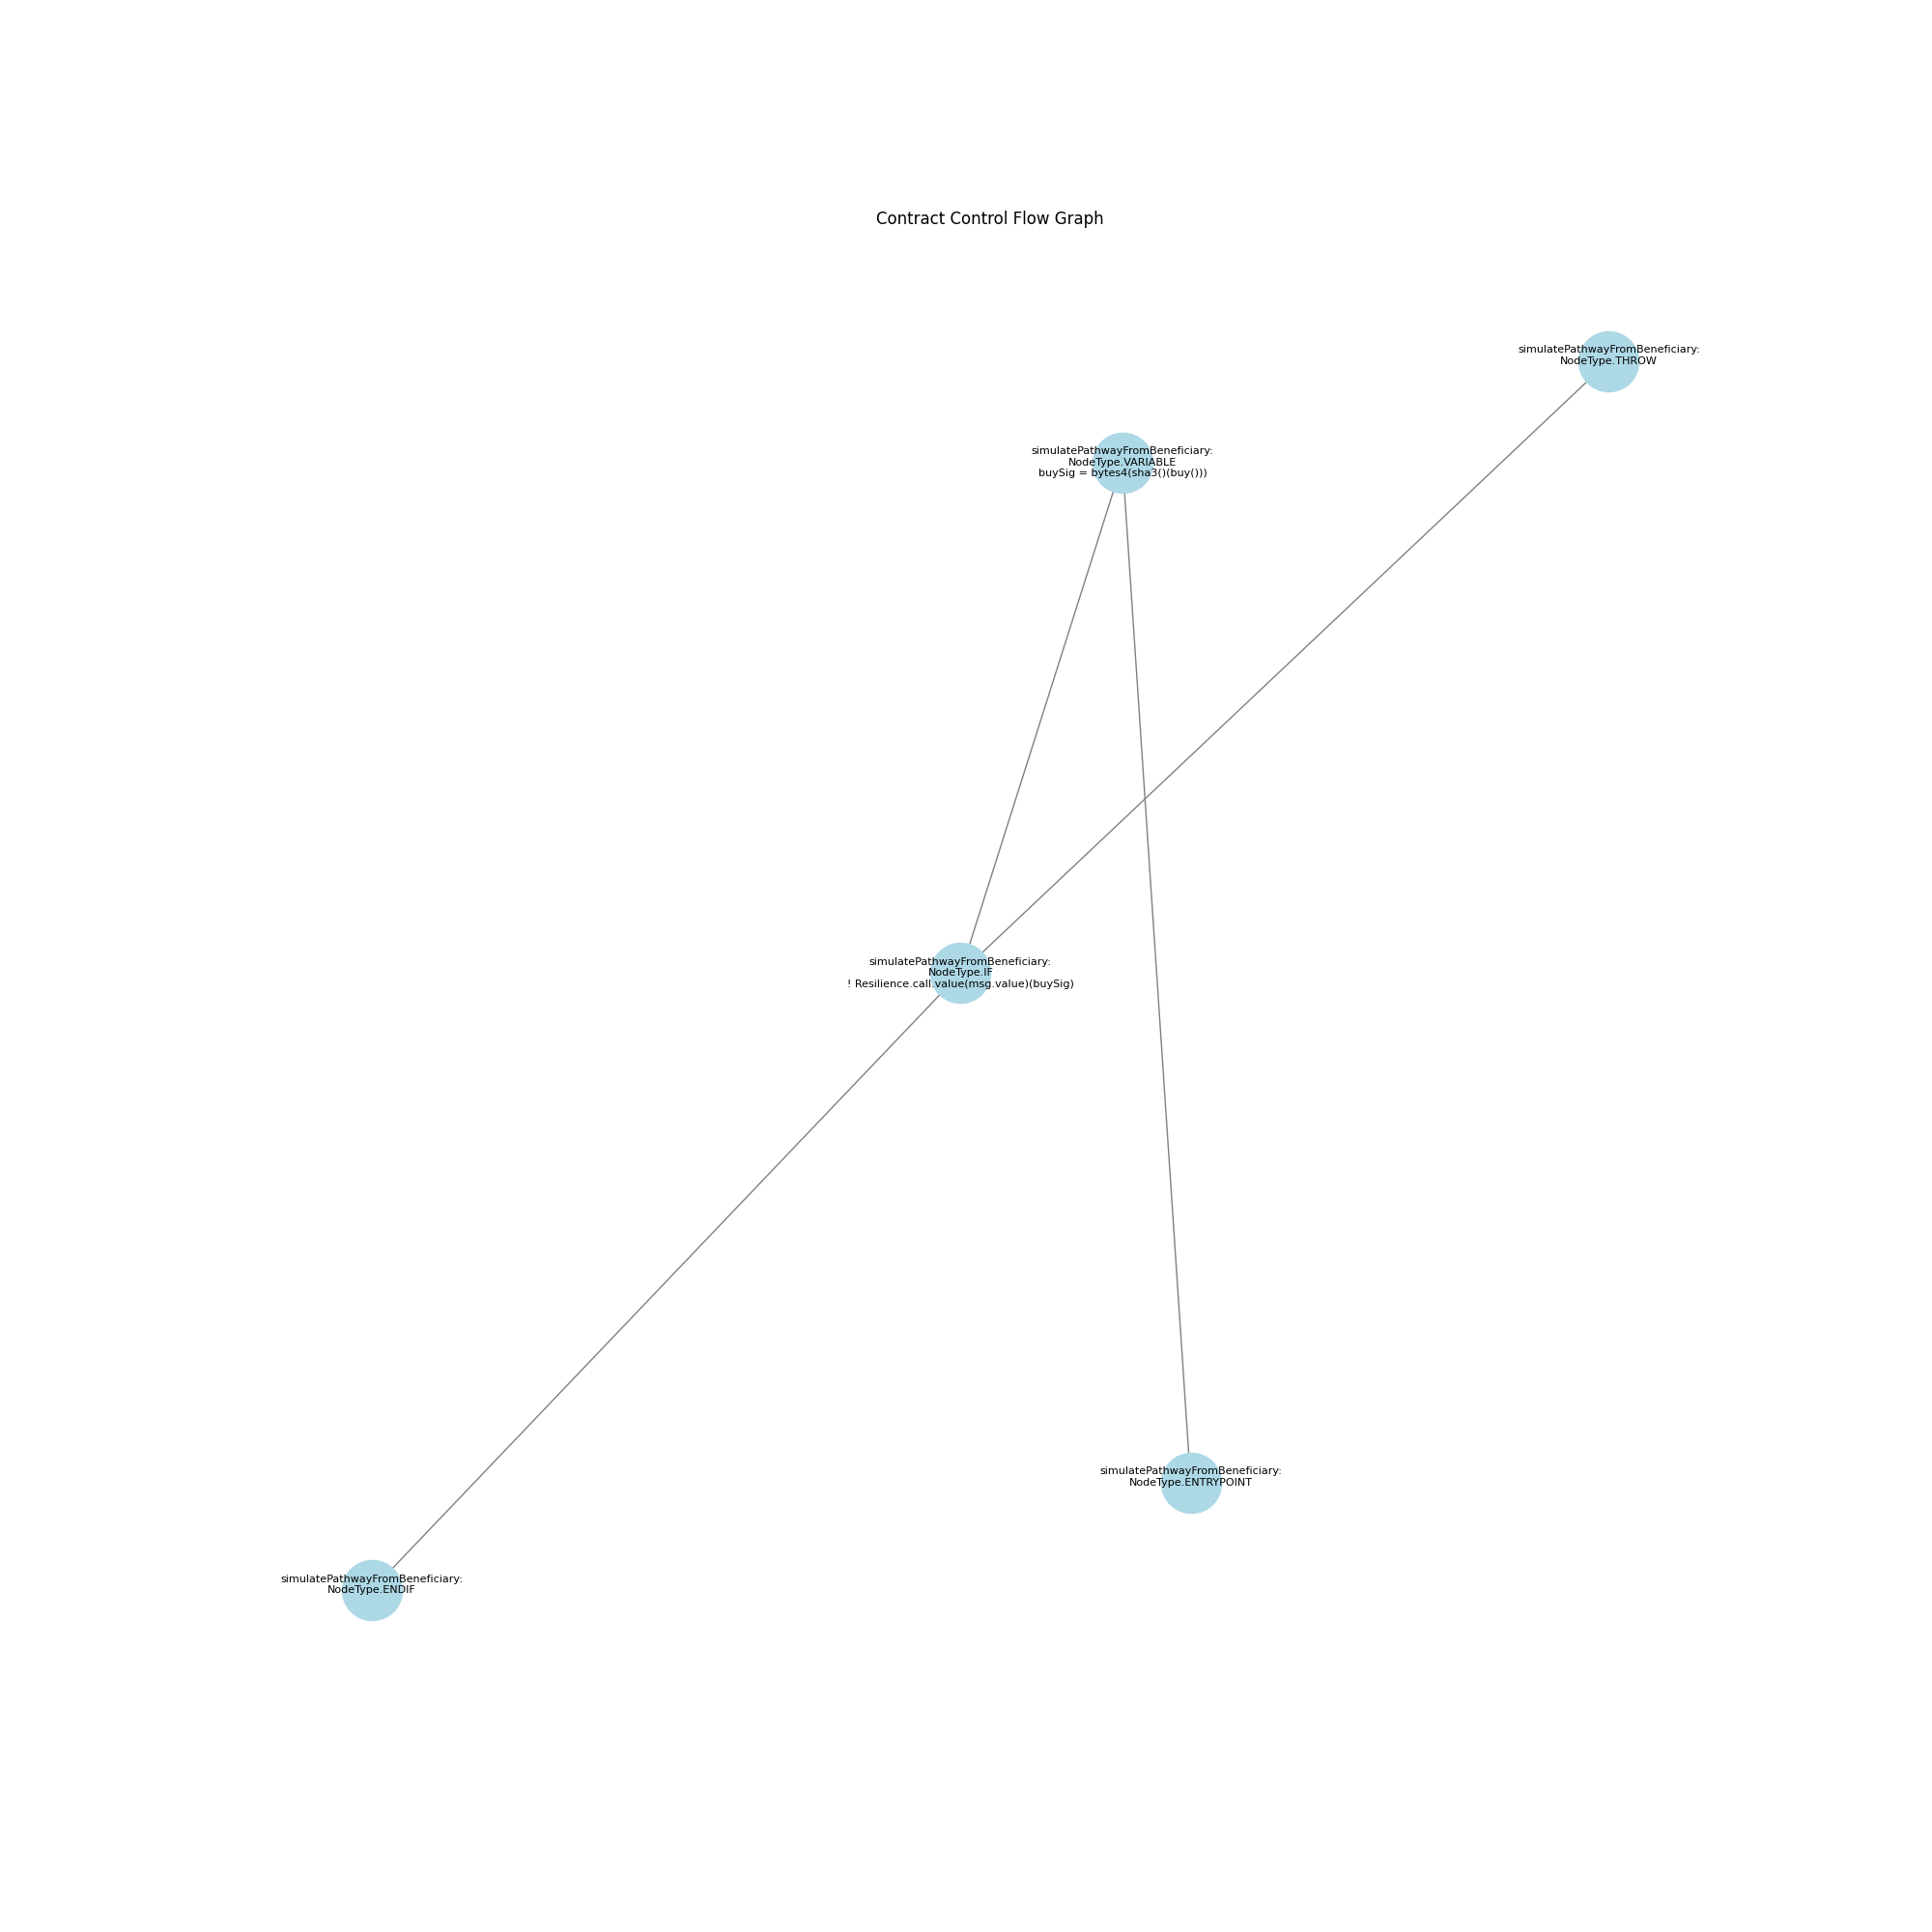 Contract Control Flow Graph
simulatePathwayFromBeneficiary:
NodeType.THROW
simulatePathwayFromBeneficiary:
NodeType.VARIABLE
buySig = bytes4(sha3()(buy()))
simulatePathwayFromBeneficiary:
NodeType.IF
! Resilience.call.value(msg.value)(buySig)
simulatePathwayFromBeneficiary:
NodeType.ENTRYPOINT
simulatePathwayFromBeneficiary:
NodeType.ENDIF